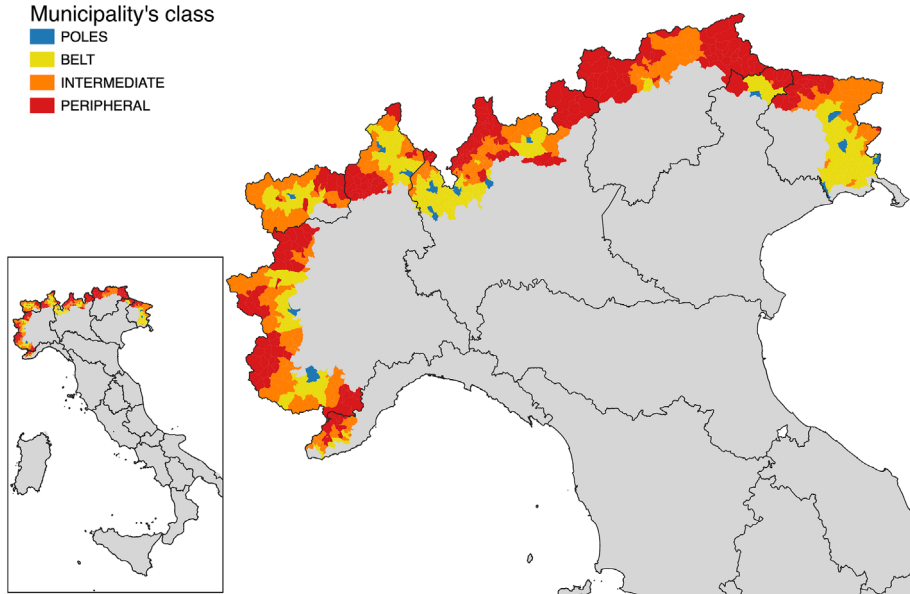 Municipality's class
POLES
BELT
INTERMEDIATE
PERIPHERAL